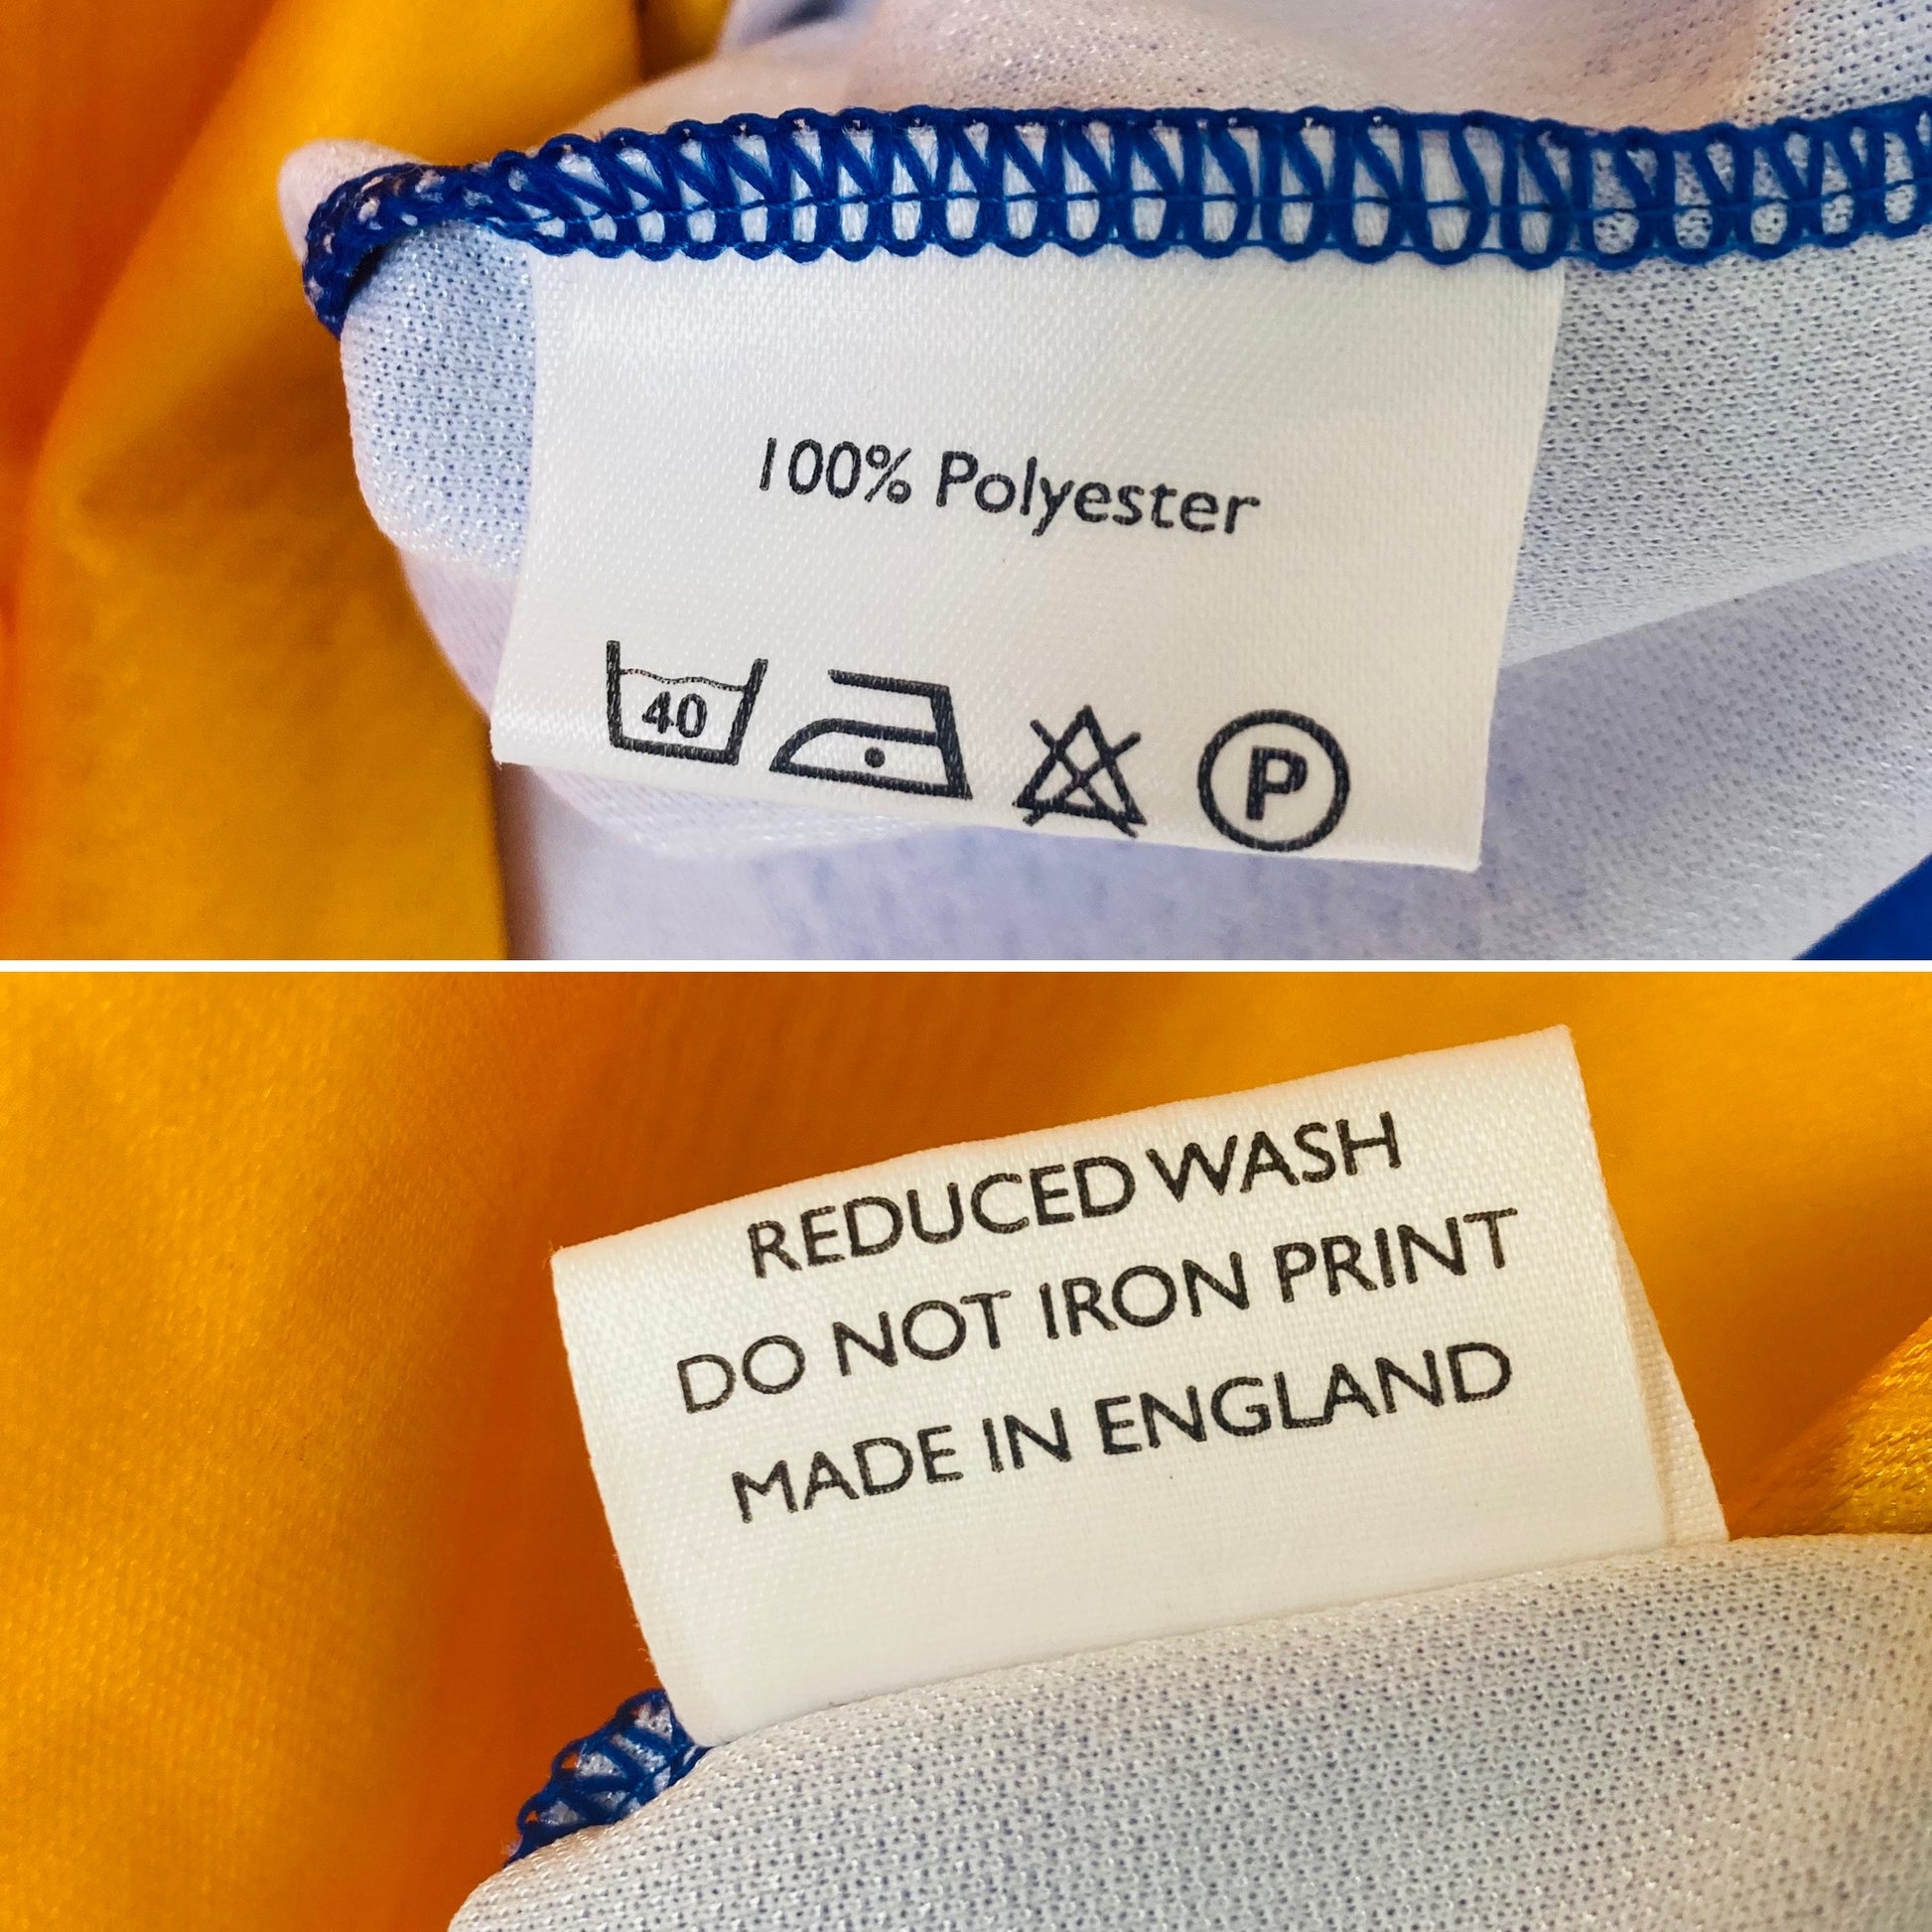 100% Polyester
40 P
REDUCED WASH
DO NOT IRON PRINT
MADE IN ENGLAND